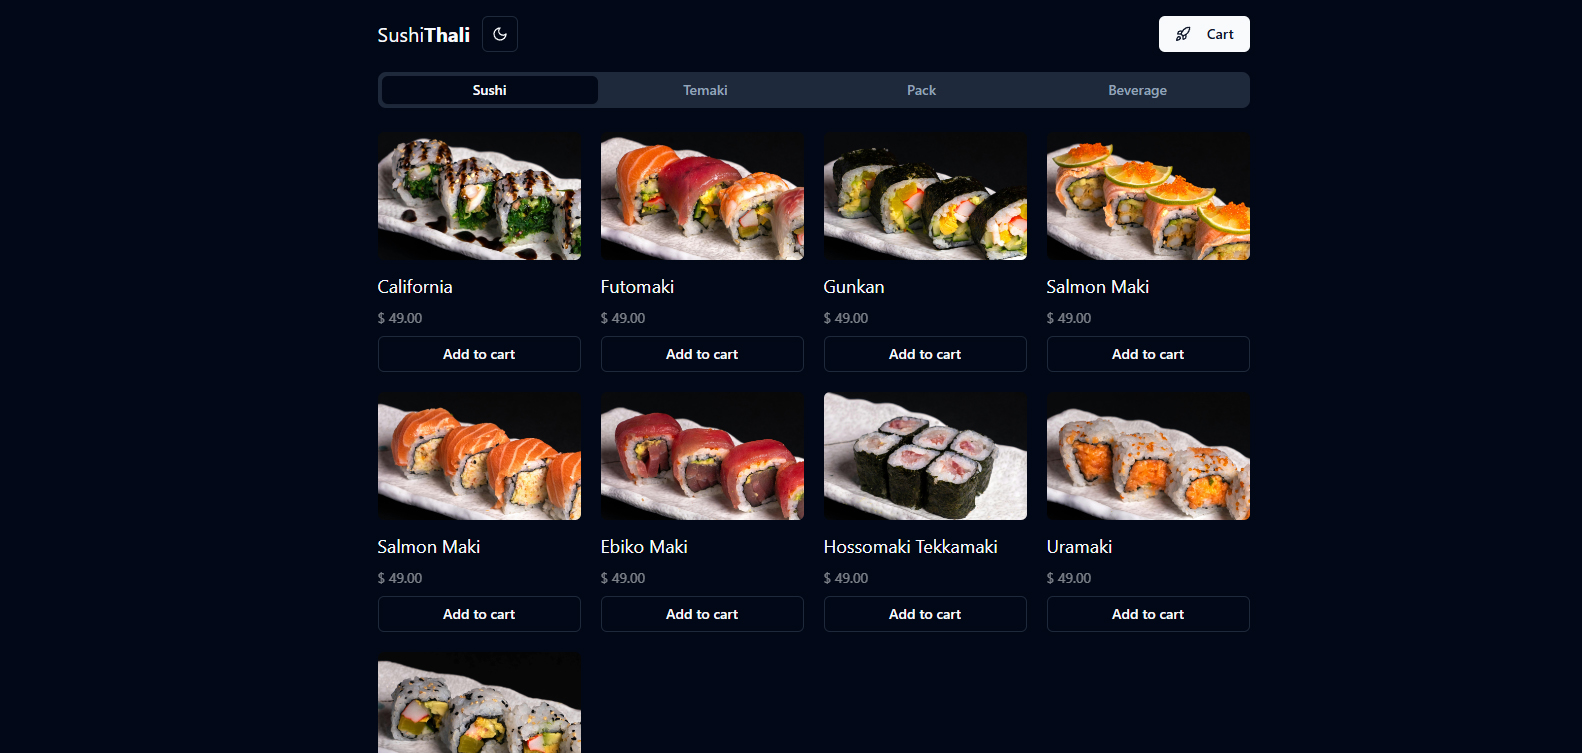 SushiThali
Cart
Sushi Temaki Pack Beverage
California Futomaki Gunkan Salmon Maki
$ 49.00 $ 49.00 $ 49.00 $ 49.00
Add to cart Add to cart Add to cart Add to cart
Salmon Maki Ebiko Maki Hossomaki Tekkamaki Uramaki
$ 49.00 $ 49.00 $ 49.00 $ 49.00
Add to cart Add to cart Add to cart Add to cart